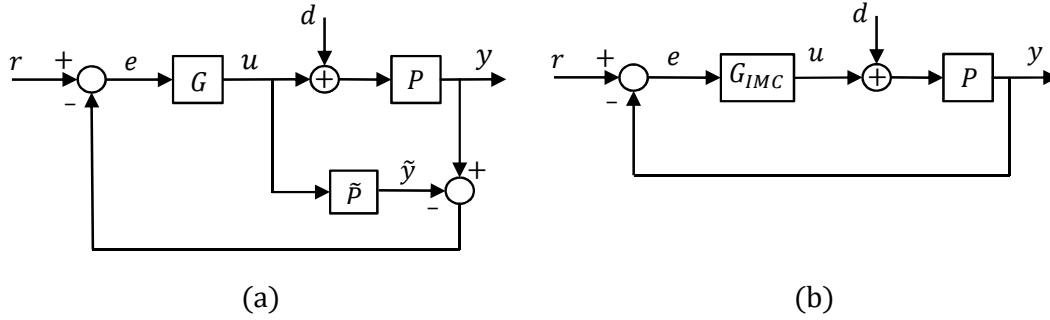 d
r + e G u + P y
−
P̃ ỹ − +
(a)
d
r + e G_IMC u + P y
−
(b)